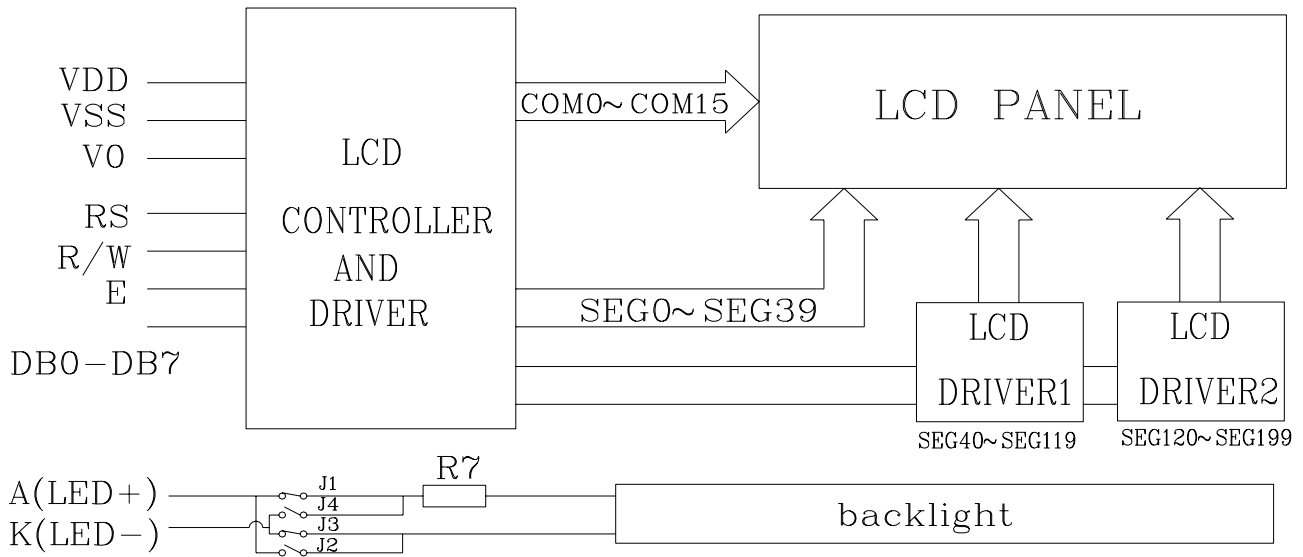 VDD
VSS
V0
RS
R/W
E
DB0-DB7
LCD
CONTROLLER
AND
DRIVER
COM0~COM15
LCD PANEL
SEG0~SEG39
LCD
DRIVER1
SEG40~SEG119
LCD
DRIVER2
SEG120~SEG199
A(LED+)
K(LED-)
J1
J4
J3
J2
R7
backlight